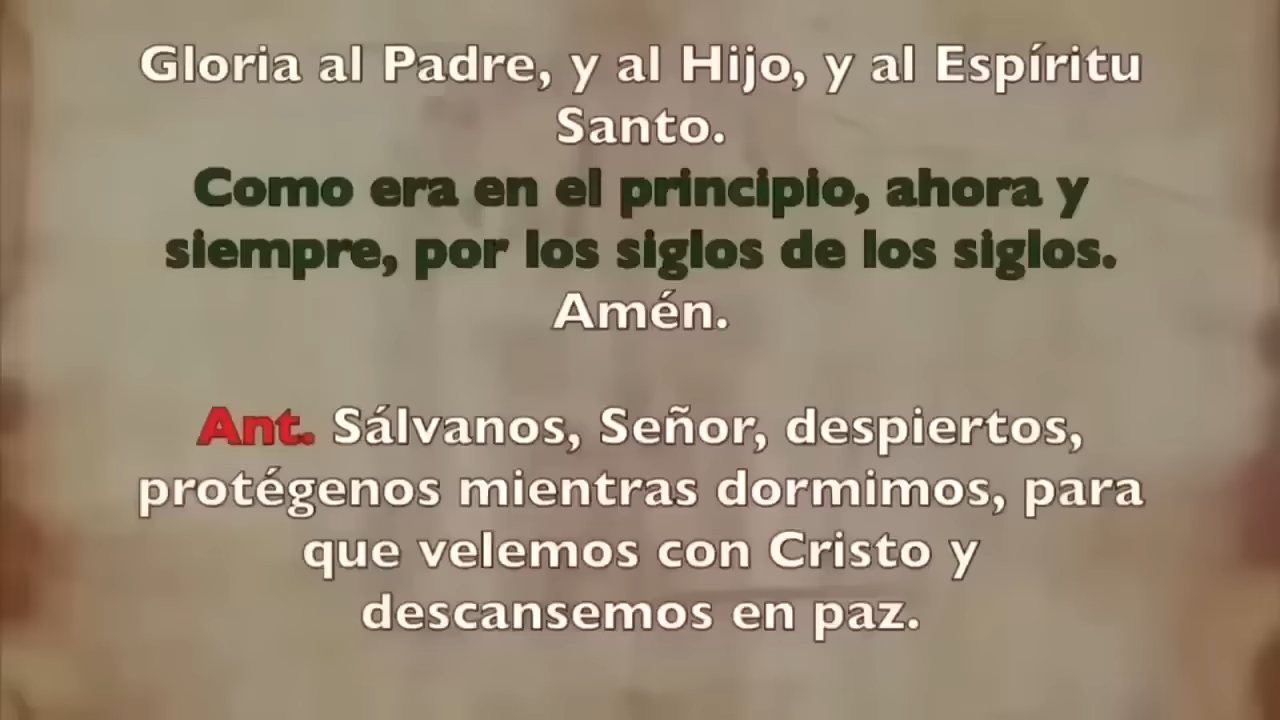 Gloria al Padre, y al Hijo, y al Espíritu
Santo.
Como era en el principio, ahora y
siempre, por los siglos de los siglos.
Amén.
Ant. Sálvanos, Señor, despiertos,
protégenos mientras dormimos, para
que velemos con Cristo y
descansemos en paz.